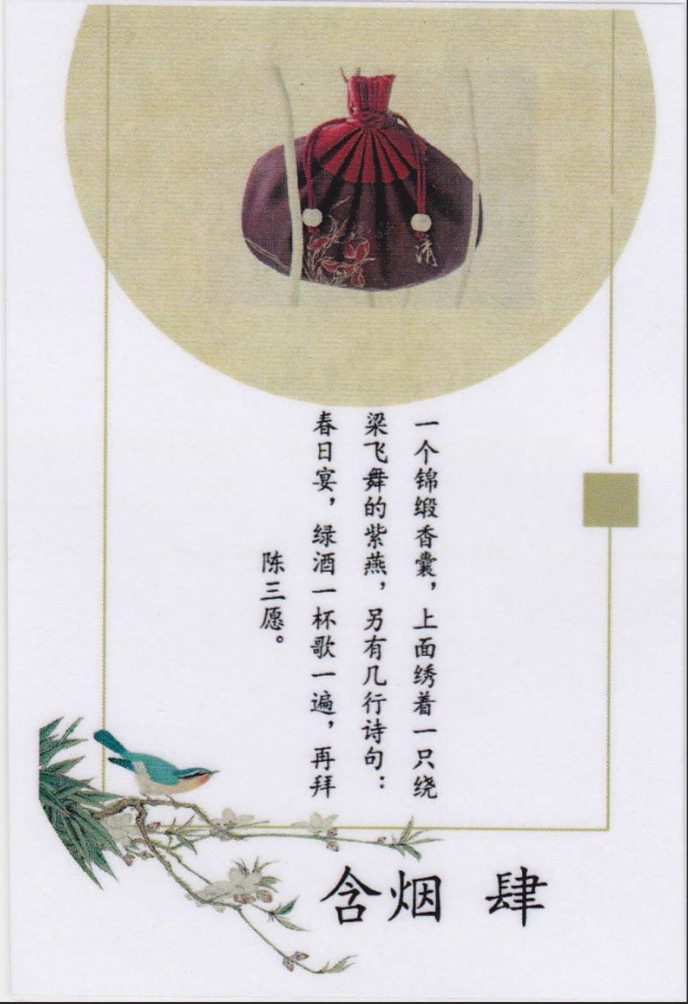 清
一个锦缎香囊，上面绣着一只绕
梁飞舞的紫燕，另有几行诗句：
春日宴，绿酒一杯歌一遍，再拜
陈三愿。
含烟 肆